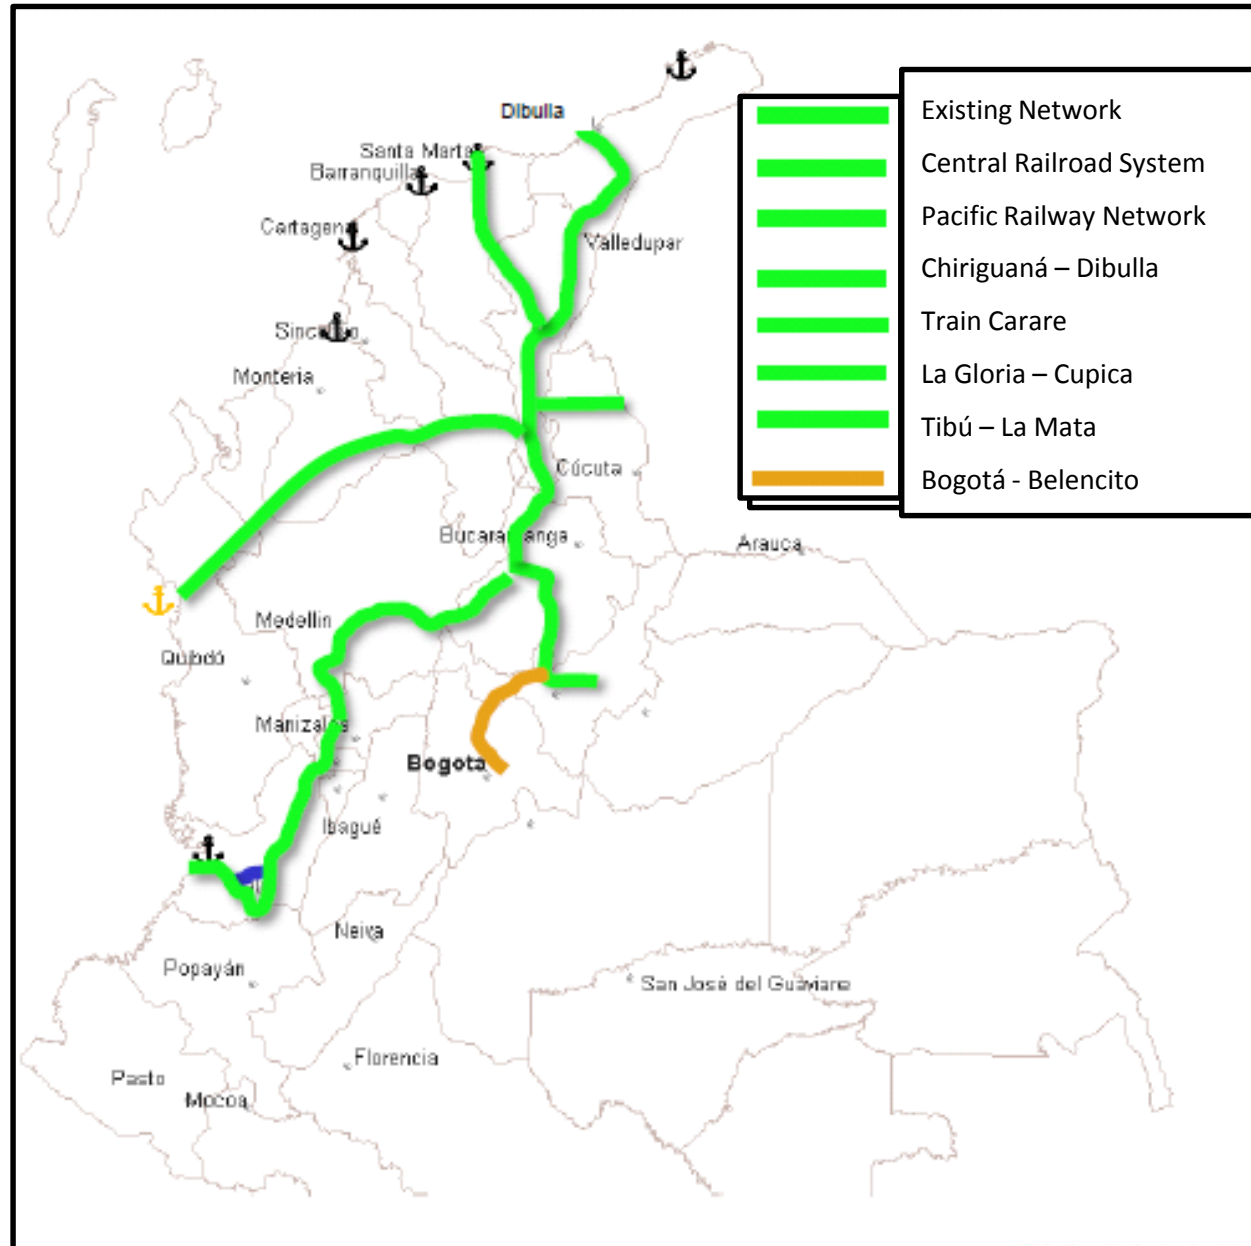 Dibulla
Santa Marta
Barranquilla
Cartagena
Valledupar
Sincelejo
Monteria
Cúcuta
Bucaramanga
Arauca
Medellin
Quibdó
Manizales
Bogota
Ibagué
Neiva
Popayán
San José del Guaviare
Florencia
Pasto
Mocoa
Existing Network
Central Railroad System
Pacific Railway Network
Chiriguaná – Dibulla
Train Carare
La Gloria – Cupica
Tibú – La Mata
Bogotá - Belencito